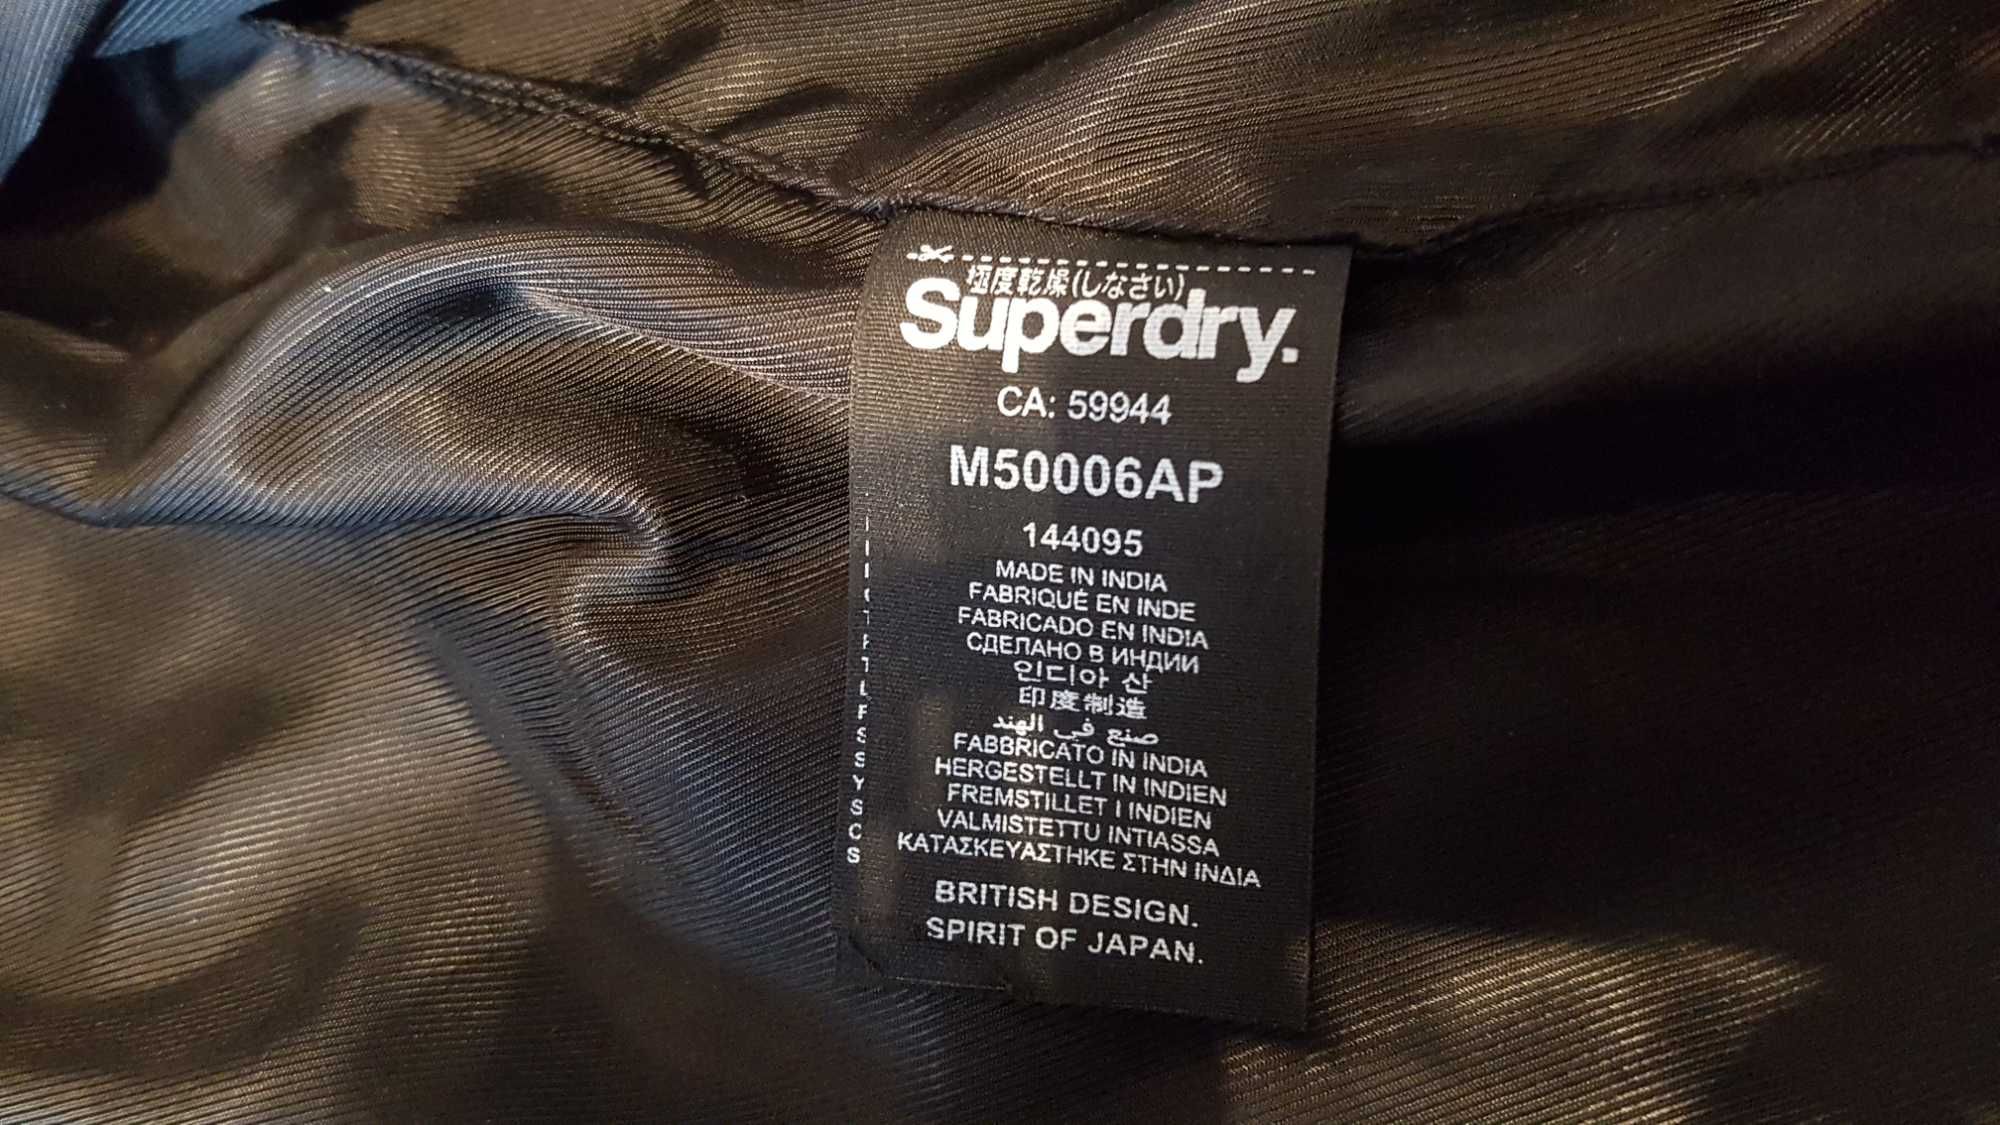 極度乾燥(しなさい)
Superdry.
CA: 59944
M50006AP
144095
MADE IN INDIA
FABRIQUÉ EN INDE
FABRICADO EN INDIA
СДЕЛАНО В ИНДИИ
인디아 산
印度制造
صنع في الهند
FABBRICATO IN INDIA
HERGESTELLT IN INDIEN
FREMSTILLET I INDIEN
VALMISTETTU INTIASSA
ΚΑΤΑΣΚΕΥΑΣΤΗΚΕ ΣΤΗΝ ΙΝΔΙΑ
BRITISH DESIGN.
SPIRIT OF JAPAN.